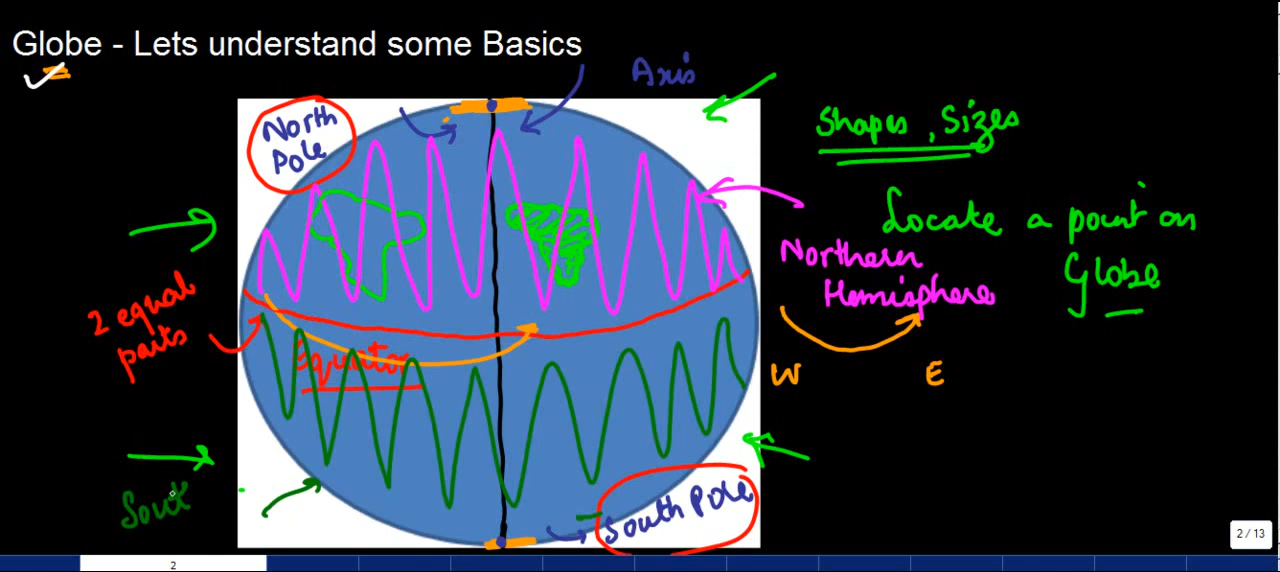 Globe - Lets understand some Basics
Axis
North
Pole
Shapes, Sizes
Locate a point on
Globe
Northern
Hemisphere
2 equal
parts
Equator
W
E
Sout
South Pole
2 / 13
2